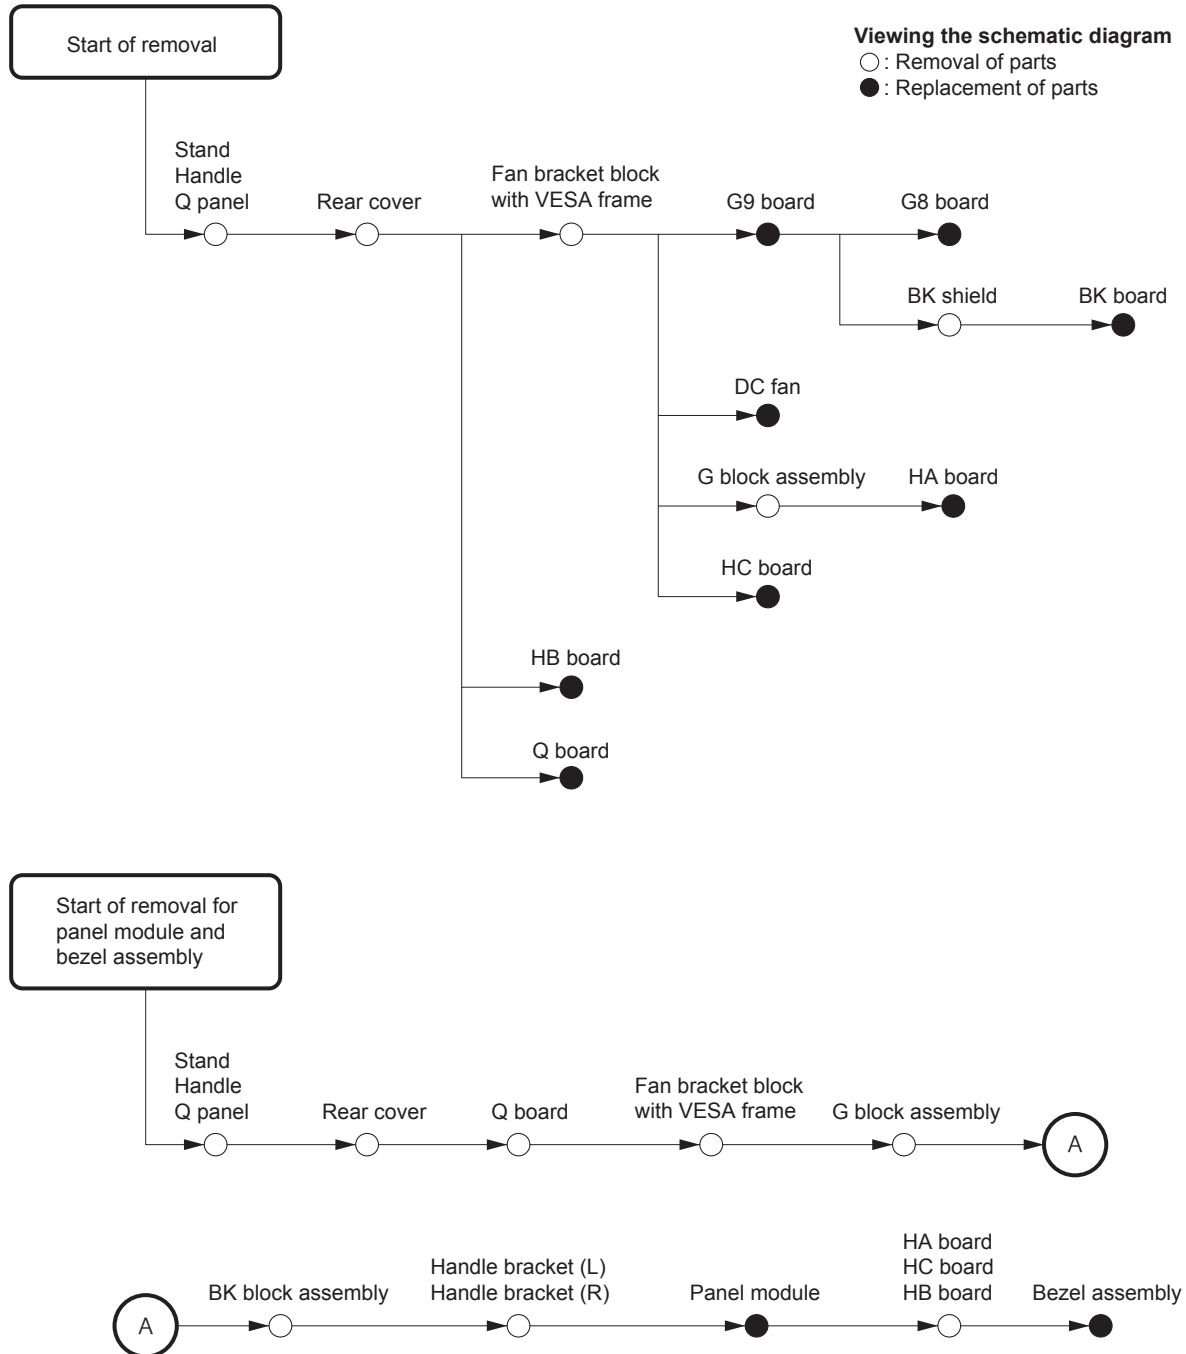 Start of removal
Viewing the schematic diagram
: Removal of parts
: Replacement of parts
Stand
Handle
Q panel
Rear cover
Fan bracket block
with VESA frame
G9 board
G8 board
BK shield
BK board
DC fan
G block assembly
HA board
HC board
HB board
Q board
Start of removal for
panel module and
bezel assembly
Stand
Handle
Q panel
Rear cover
Q board
Fan bracket block
with VESA frame
G block assembly
A
A
BK block assembly
Handle bracket (L)
Handle bracket (R)
Panel module
HA board
HC board
HB board
Bezel assembly